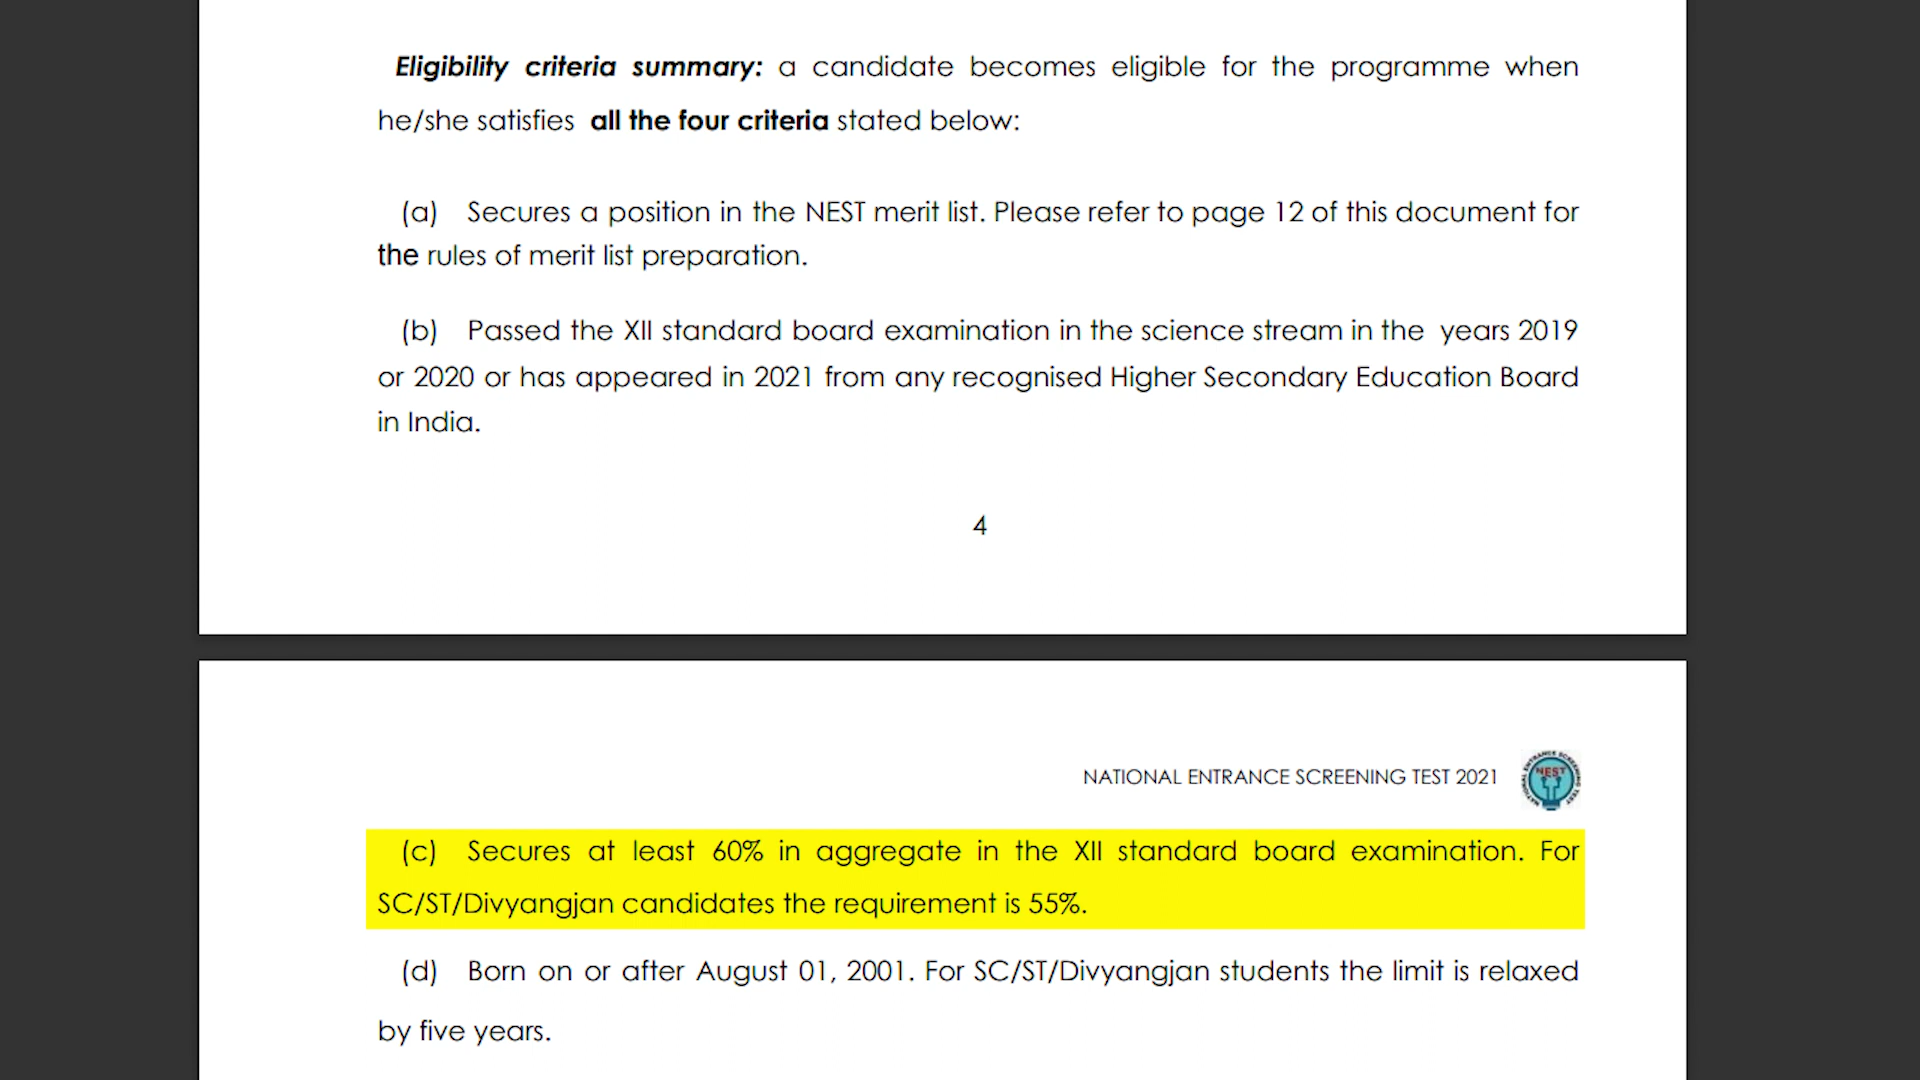 Eligibility criteria summary: a candidate becomes eligible for the programme when
he/she satisfies all the four criteria stated below:
(a) Secures a position in the NEST merit list. Please refer to page 12 of this document for
the rules of merit list preparation.
(b) Passed the XII standard board examination in the science stream in the years 2019
or 2020 or has appeared in 2021 from any recognised Higher Secondary Education Board
in India.
4
NATIONAL ENTRANCE SCREENING TEST 2021
NATIONAL ENTRANCE SCREENING TEST
NEST
(c) Secures at least 60% in aggregate in the XII standard board examination. For
SC/ST/Divyangjan candidates the requirement is 55%.
(d) Born on or after August 01, 2001. For SC/ST/Divyangjan students the limit is relaxed
by five years.